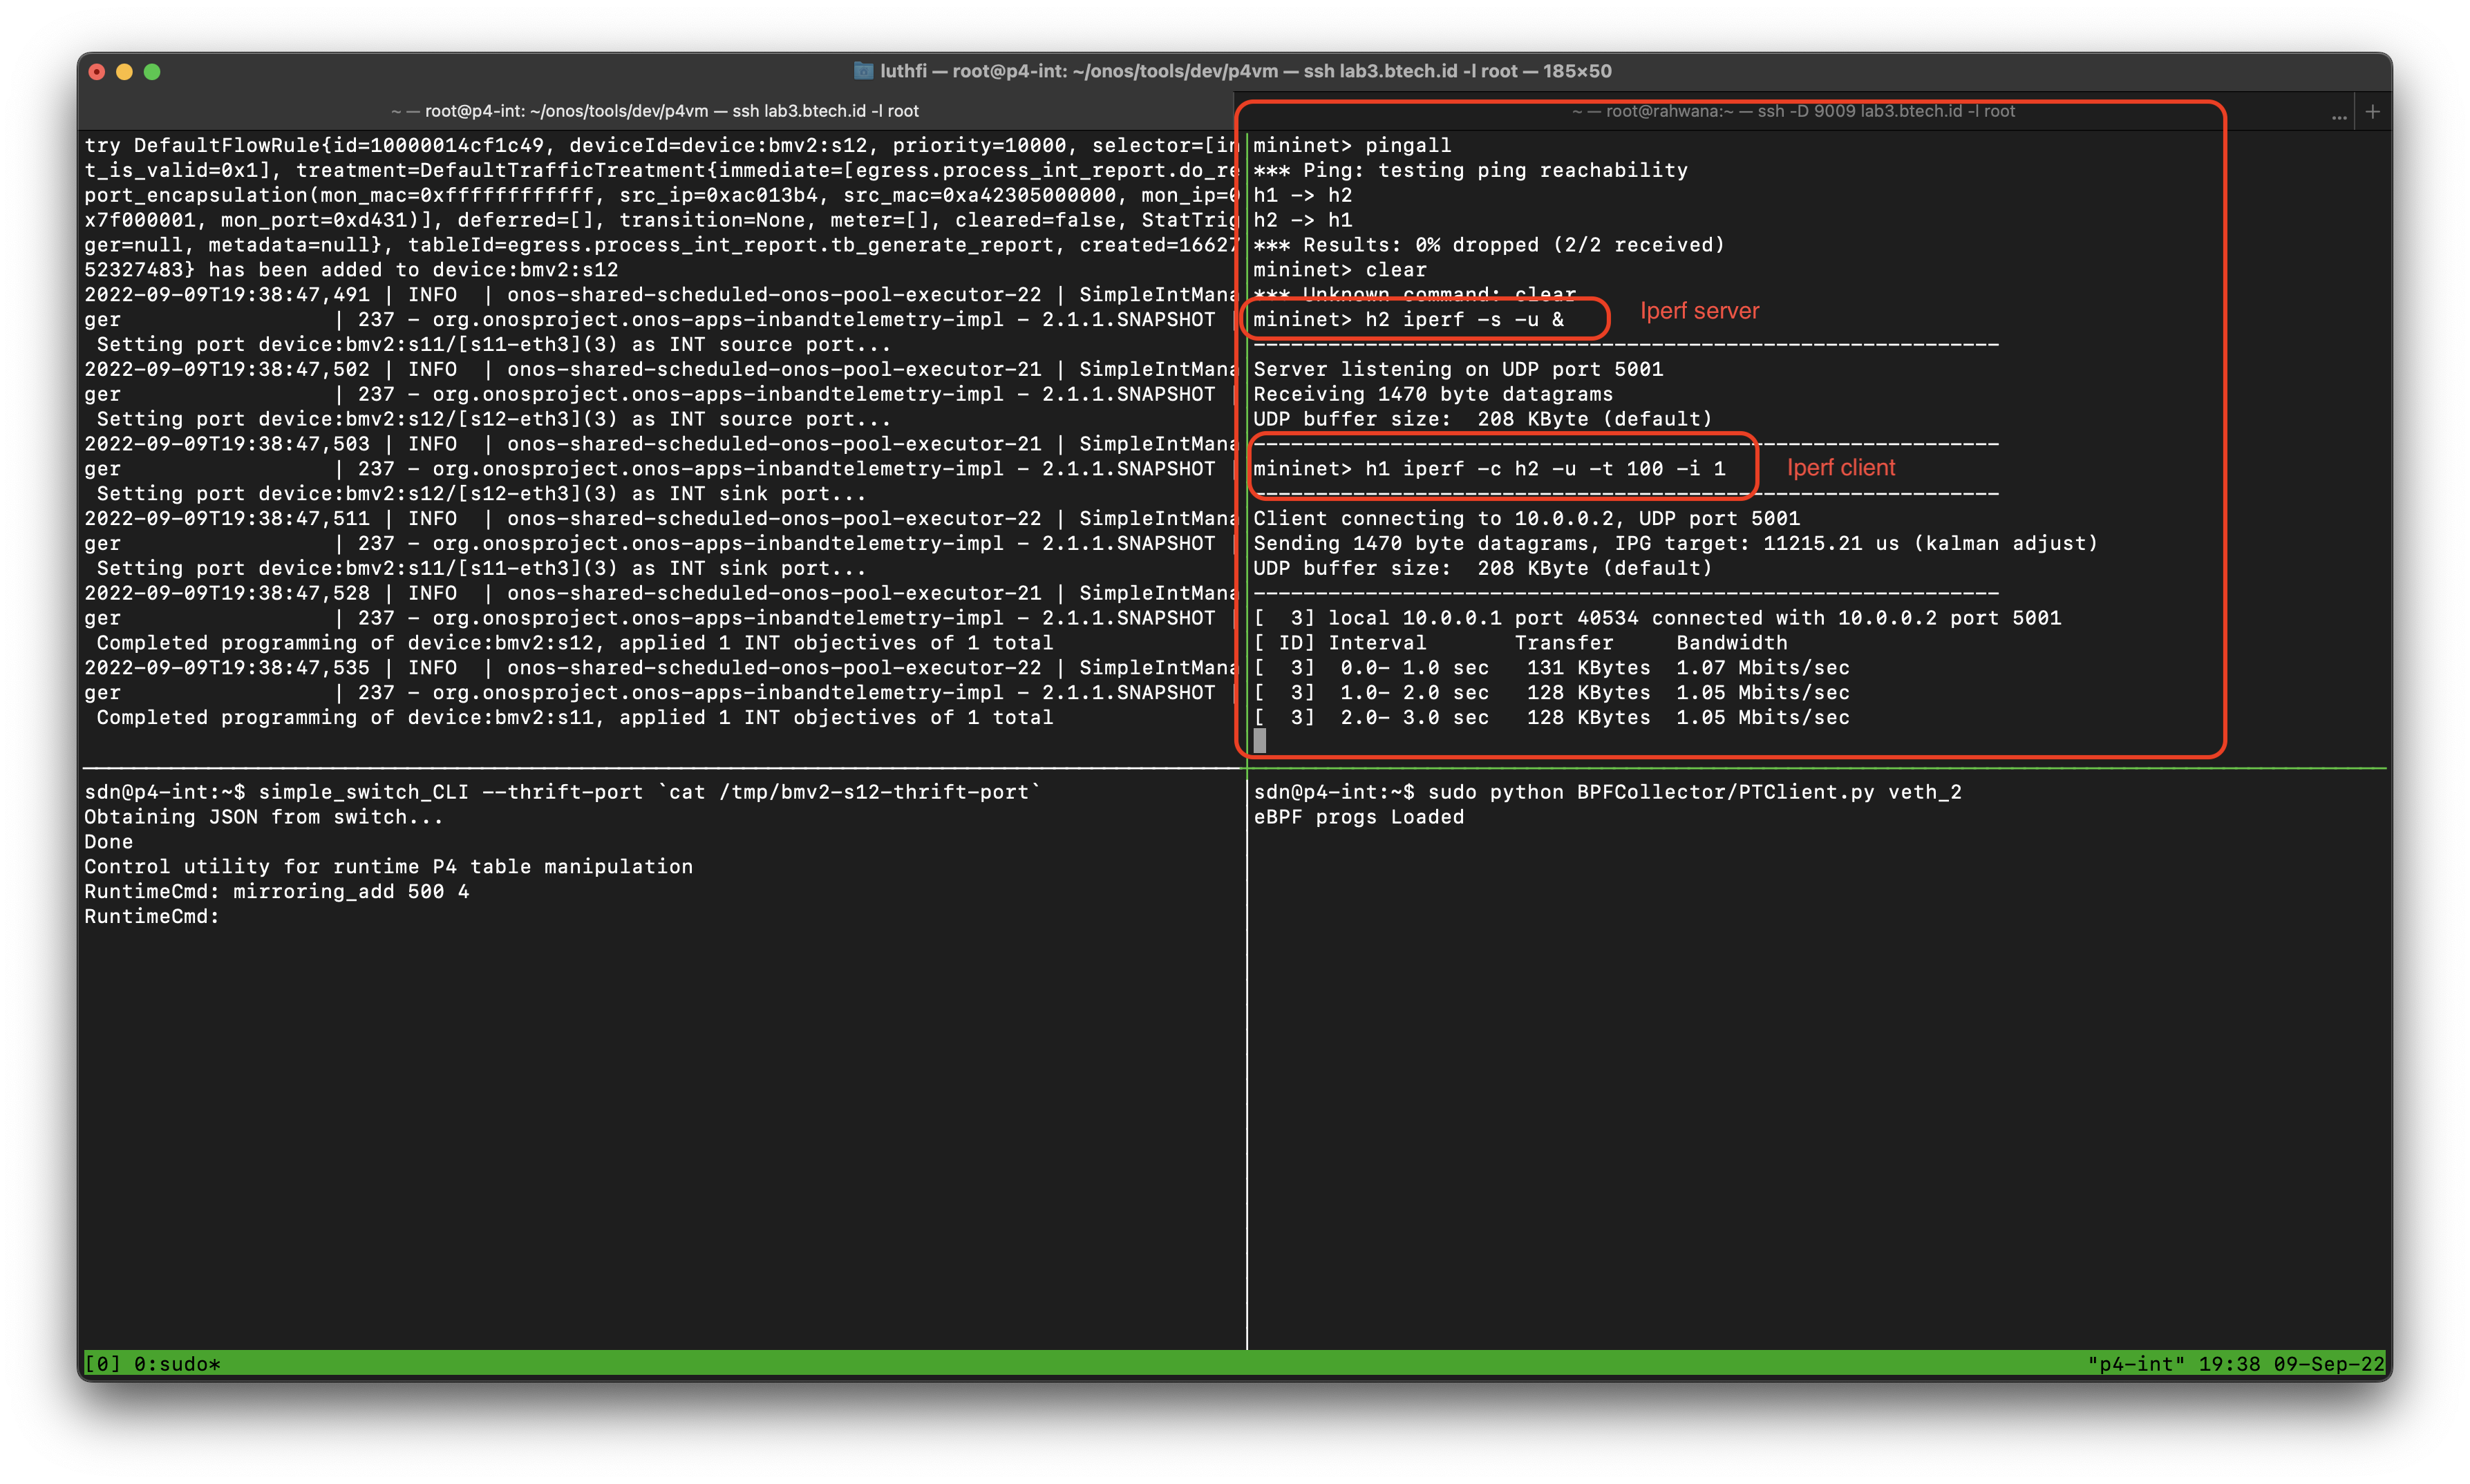 luthfi — root@p4-int: ~/onos/tools/dev/p4vm — ssh lab3.btech.id -l root — 185×50
~ — root@p4-int: ~/onos/tools/dev/p4vm — ssh lab3.btech.id -l root
~ — root@rahwana:~ — ssh -D 9009 lab3.btech.id -l root
... +
try DefaultFlowRule{id=10000014cf1c49, deviceId=device:bmv2:s12, priority=10000, selector=[in
t_is_valid=0x1], treatment=DefaultTrafficTreatment{immediate=[egress.process_int_report.do_re
port_encapsulation(mon_mac=0xffffffffffff, src_ip=0xac013b4, src_mac=0xa42305000000, mon_ip=0
x7f000001, mon_port=0xd431)], deferred=[], transition=None, meter=[], cleared=false, StatTrig
ger=null, metadata=null}, tableId=egress.process_int_report.tb_generate_report, created=16627
52327483} has been added to device:bmv2:s12
2022-09-09T19:38:47,491 | INFO  | onos-shared-scheduled-onos-pool-executor-22 | SimpleIntMana
ger                  | 237 - org.onosproject.onos-apps-inbandtelemetry-impl - 2.1.1.SNAPSHOT |
 Setting port device:bmv2:s11/[s11-eth3](3) as INT source port...
2022-09-09T19:38:47,502 | INFO  | onos-shared-scheduled-onos-pool-executor-21 | SimpleIntMana
ger                  | 237 - org.onosproject.onos-apps-inbandtelemetry-impl - 2.1.1.SNAPSHOT |
 Setting port device:bmv2:s12/[s12-eth3](3) as INT source port...
2022-09-09T19:38:47,503 | INFO  | onos-shared-scheduled-onos-pool-executor-21 | SimpleIntMana
ger                  | 237 - org.onosproject.onos-apps-inbandtelemetry-impl - 2.1.1.SNAPSHOT |
 Setting port device:bmv2:s12/[s12-eth3](3) as INT sink port...
2022-09-09T19:38:47,511 | INFO  | onos-shared-scheduled-onos-pool-executor-22 | SimpleIntMana
ger                  | 237 - org.onosproject.onos-apps-inbandtelemetry-impl - 2.1.1.SNAPSHOT |
 Setting port device:bmv2:s11/[s11-eth3](3) as INT sink port...
2022-09-09T19:38:47,528 | INFO  | onos-shared-scheduled-onos-pool-executor-21 | SimpleIntMana
ger                  | 237 - org.onosproject.onos-apps-inbandtelemetry-impl - 2.1.1.SNAPSHOT |
 Completed programming of device:bmv2:s12, applied 1 INT objectives of 1 total
2022-09-09T19:38:47,535 | INFO  | onos-shared-scheduled-onos-pool-executor-22 | SimpleIntMana
ger                  | 237 - org.onosproject.onos-apps-inbandtelemetry-impl - 2.1.1.SNAPSHOT |
 Completed programming of device:bmv2:s11, applied 1 INT objectives of 1 total
mininet> pingall
*** Ping: testing ping reachability
h1 -> h2
h2 -> h1
*** Results: 0% dropped (2/2 received)
mininet> clear
*** Unknown command: clear
mininet> h2 iperf -s -u &
Iperf server
------------------------------------------------------------
Server listening on UDP port 5001
Receiving 1470 byte datagrams
UDP buffer size:  208 KByte (default)
------------------------------------------------------------
mininet> h1 iperf -c h2 -u -t 100 -i 1
Iperf client
------------------------------------------------------------
Client connecting to 10.0.0.2, UDP port 5001
Sending 1470 byte datagrams, IPG target: 11215.21 us (kalman adjust)
UDP buffer size:  208 KByte (default)
------------------------------------------------------------
[  3] local 10.0.0.1 port 40534 connected with 10.0.0.2 port 5001
[ ID] Interval       Transfer     Bandwidth
[  3]  0.0- 1.0 sec   131 KBytes  1.07 Mbits/sec
[  3]  1.0- 2.0 sec   128 KBytes  1.05 Mbits/sec
[  3]  2.0- 3.0 sec   128 KBytes  1.05 Mbits/sec
sdn@p4-int:~$ simple_switch_CLI --thrift-port `cat /tmp/bmv2-s12-thrift-port`
Obtaining JSON from switch...
Done
Control utility for runtime P4 table manipulation
RuntimeCmd: mirroring_add 500 4
RuntimeCmd:
sdn@p4-int:~$ sudo python BPFCollector/PTClient.py veth_2
eBPF progs Loaded
[0] 0:sudo*
"p4-int" 19:38 09-Sep-22